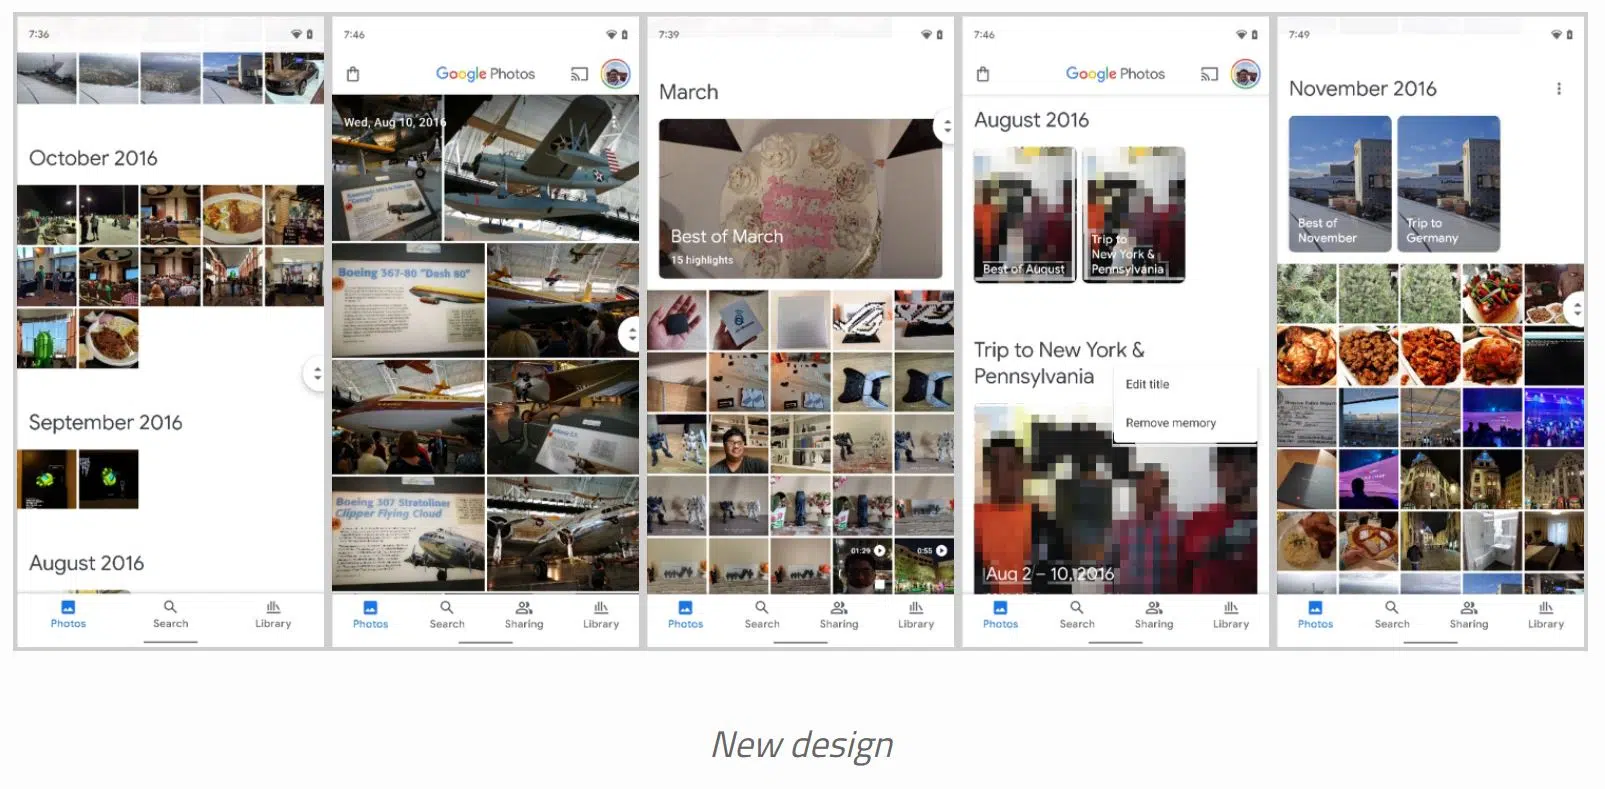 7:36
October 2016
September 2016
August 2016
Photos
Search
Library
7:46
Google Photos
Wed, Aug 10, 2016
Boeing 367-80 "Dash 80"
Boeing 307 Stratoliner
Clipper Flying Cloud
Photos
Search
Sharing
Library
7:39
March
Best of March
15 highlights
01:29
0:55
Photos
Search
Sharing
Library
7:46
Google Photos
August 2016
Best of August
Trip to
New York &
Pennsylvania
Trip to New York &
Pennsylvania
Edit title
Remove memory
Aug 2 – 10, 2016
Photos
Search
Sharing
Library
7:49
November 2016
Best of
November
Trip to
Germany
Photos
Search
Sharing
Library
New design